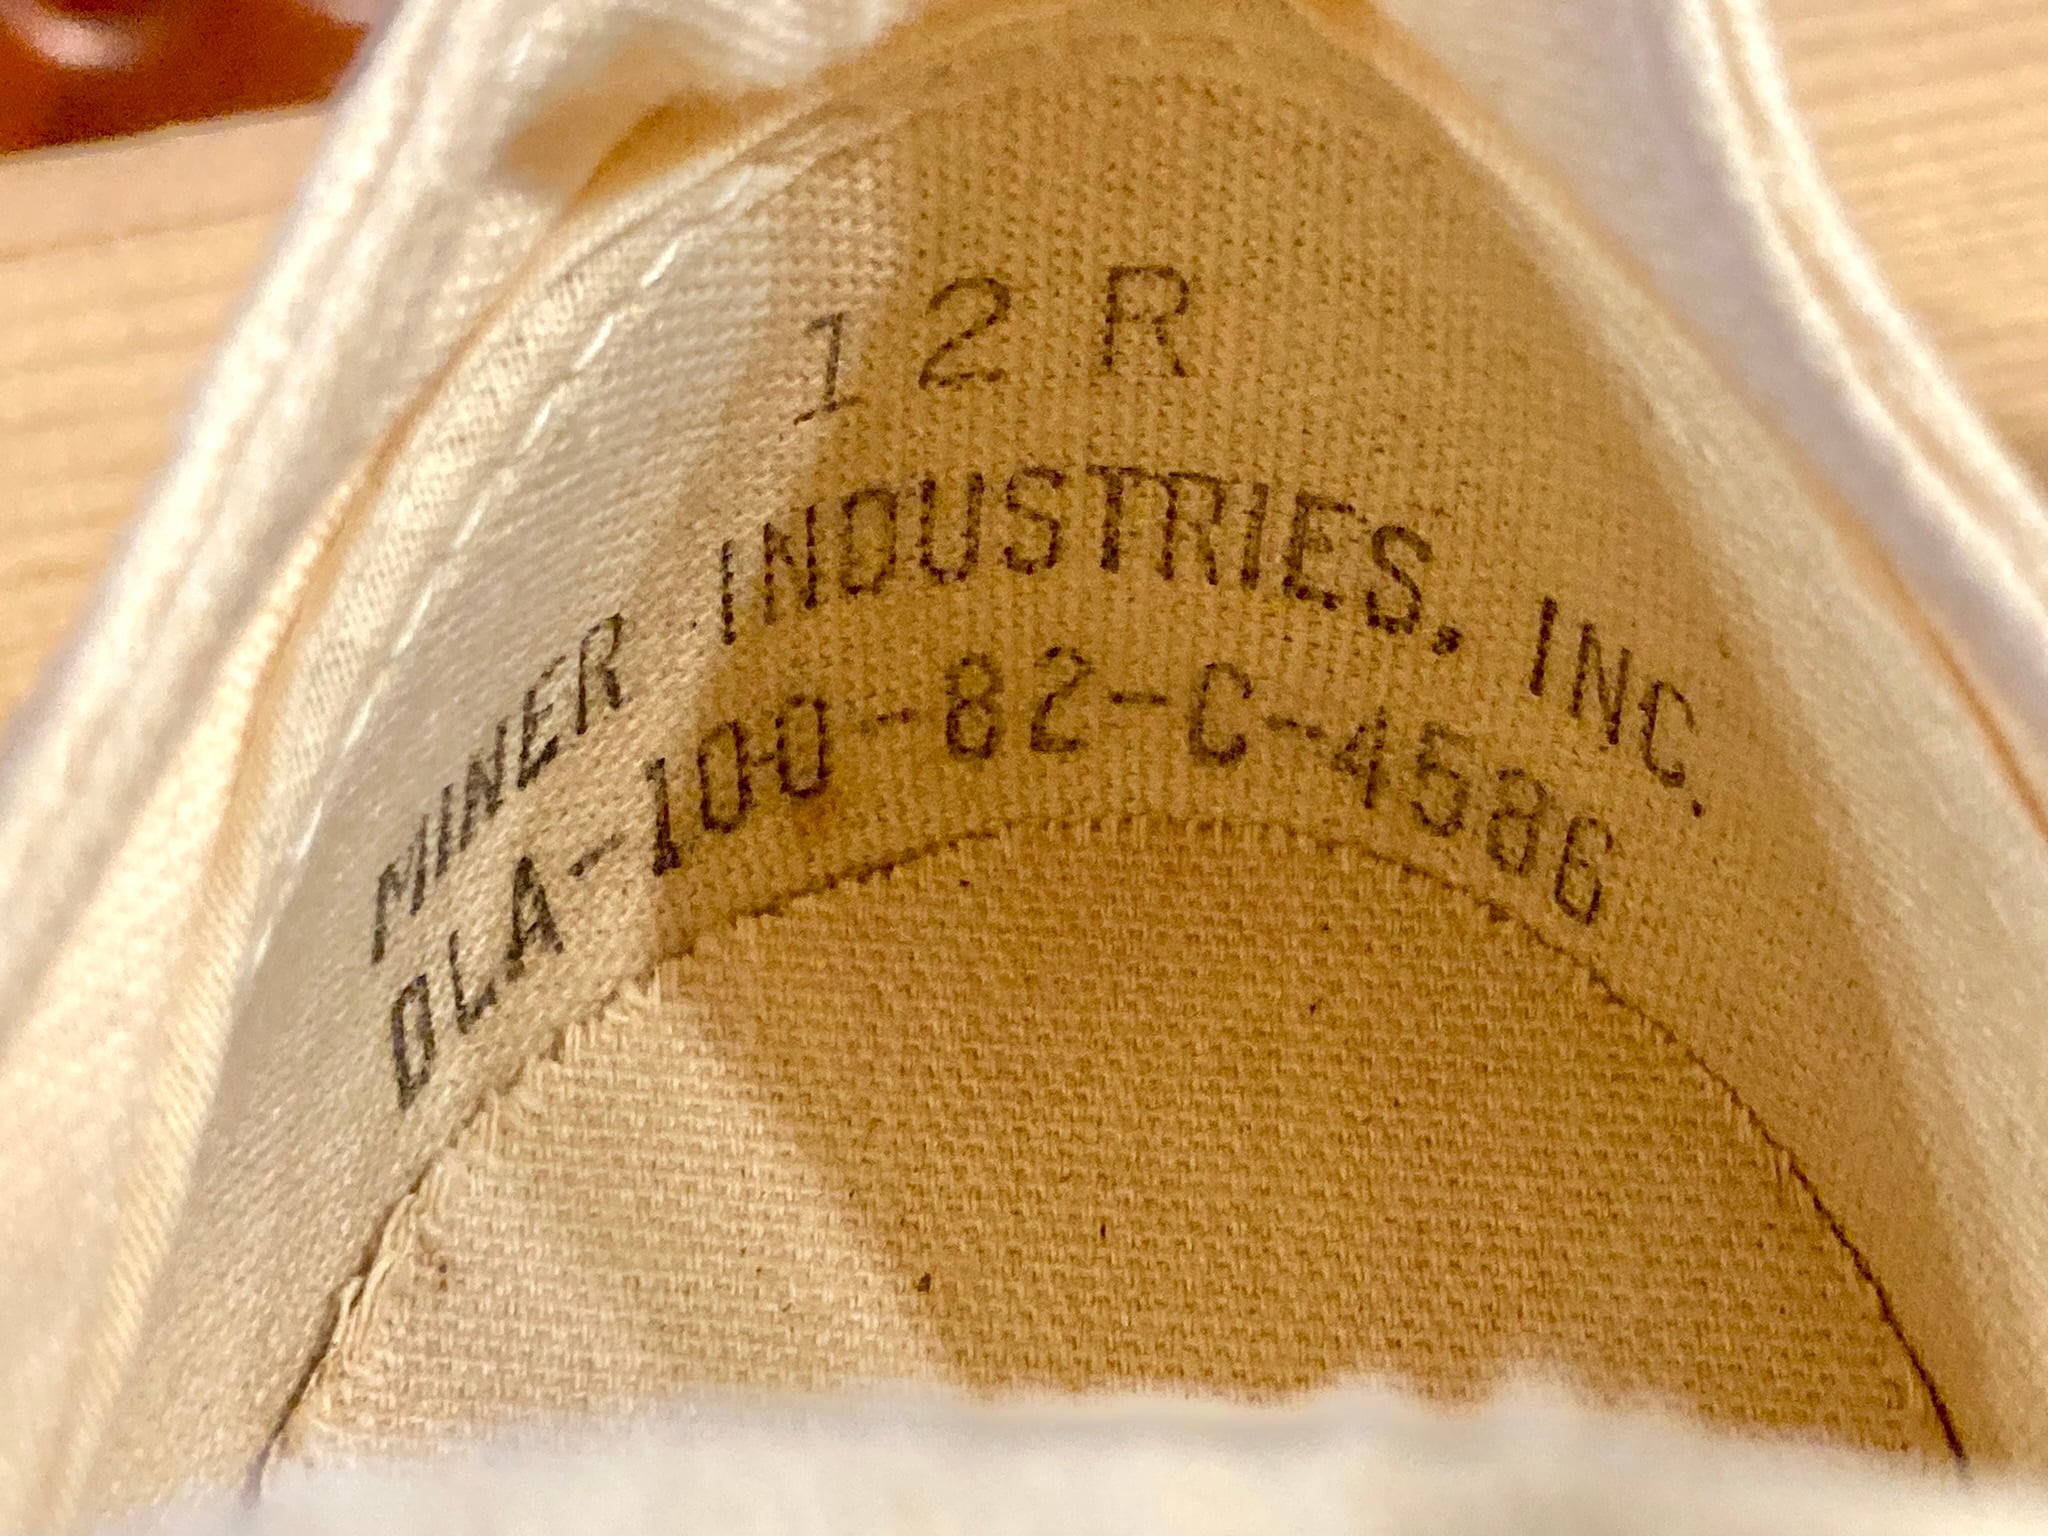 12 R
MINER INDUSTRIES, INC.
DLA-100-82-C-4586